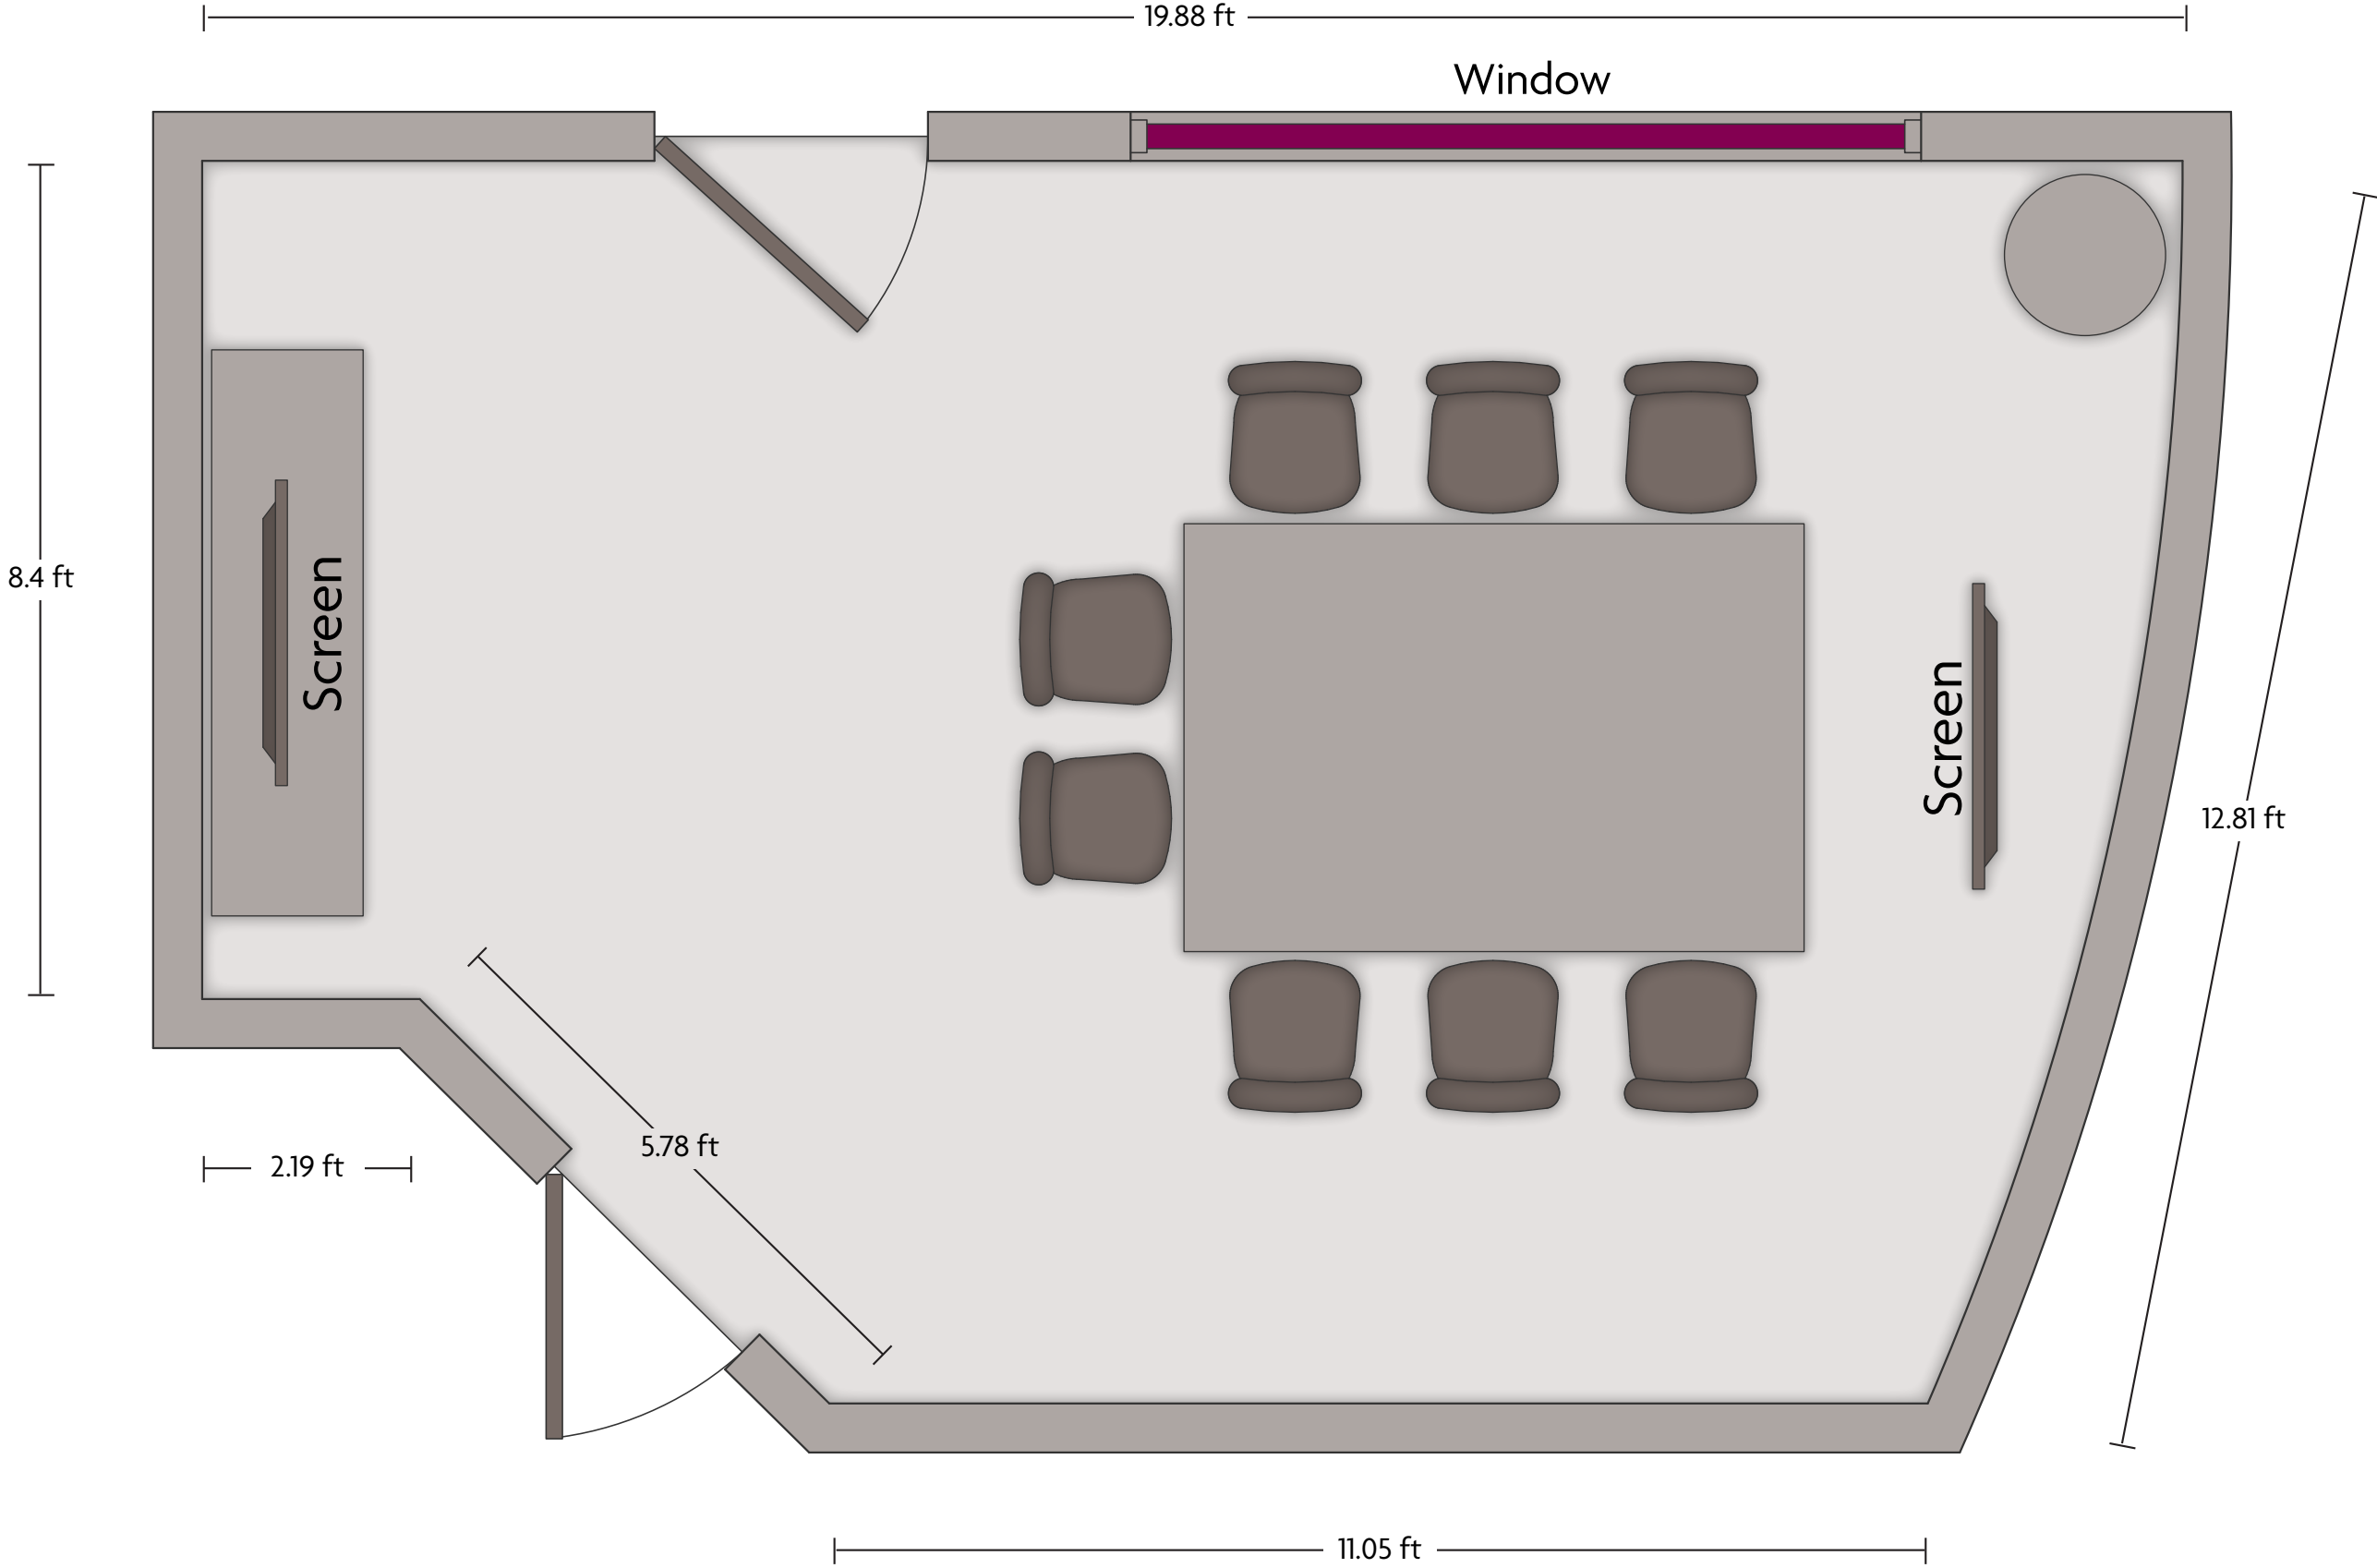 19.88 ft
Window
8.4 ft
Screen
Screen
12.81 ft
5.78 ft
2.19 ft
11.05 ft